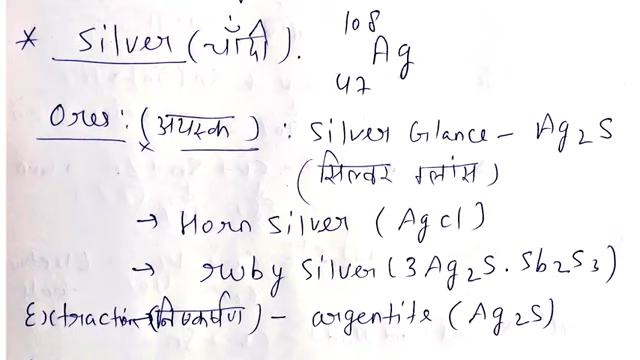 * Silver (चाँदी). 108 Ag 47
Ores: (अयस्क) : Silver Glance - Ag2S
(सिल्वर ग्लांस)
→ Horn Silver (AgCl)
→ ruby Silver (3Ag2S.Sb2S3)
Extraction (निष्कर्षण) - argentite (Ag2S)